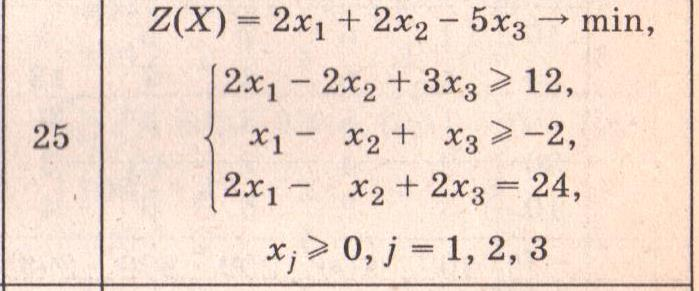 Z(X) = 2x₁ + 2x₂ − 5x₃ → min,
2x₁ − 2x₂ + 3x₃ ⩾ 12,
25
x₁ − x₂ + x₃ ⩾ −2,
2x₁ − x₂ + 2x₃ = 24,
xⱼ ⩾ 0, j = 1, 2, 3